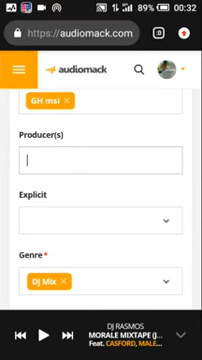 89% 00:32
https://audiomack.com
audiomack
GH msi ×
Producer(s)
Explicit
Genre*
DJ Mix ×
DJ RASMOS
MORALE MIXTAPE (J...
Feat. CASFORD, MALE...